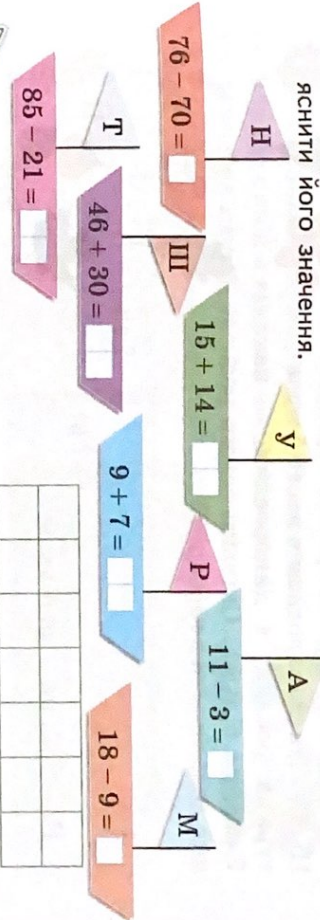 яснити його значення.
Н
76 − 70 =
У
15 + 14 =
А
11 − 3 =
Т
85 − 21 =
Ш
46 + 30 =
Р
9 + 7 =
М
18 − 9 =